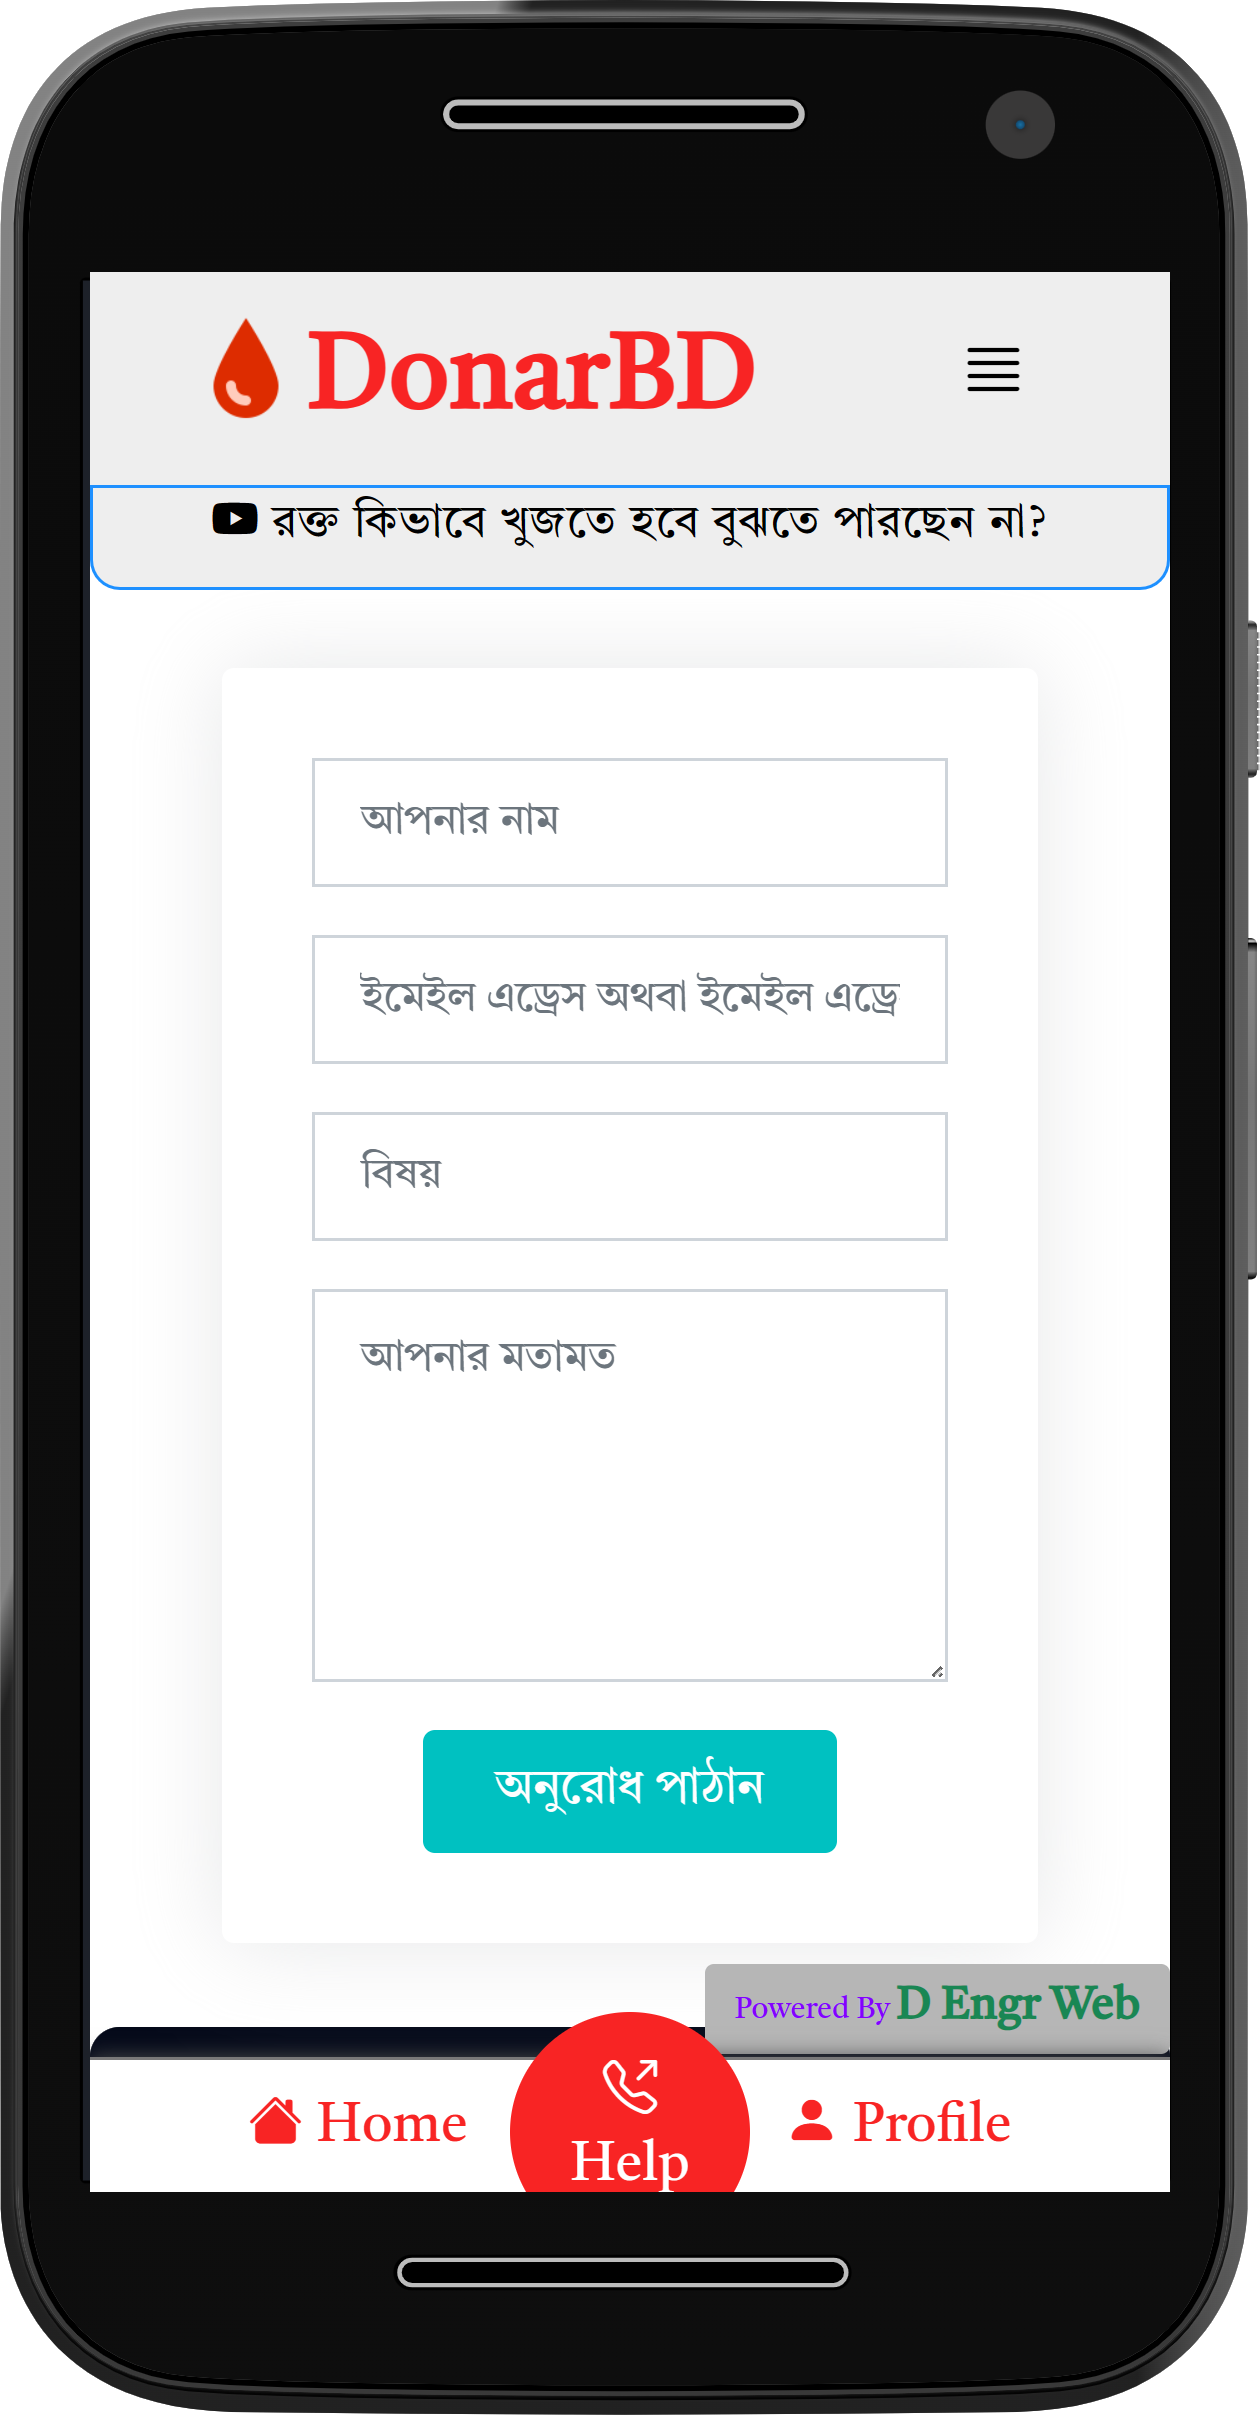 DonarBD
রক্ত কিভাবে খুজতে হবে বুঝতে পারছেন না?
আপনার নাম
ইমেইল এড্রেস অথবা ইমেইল এড্রে
বিষয়
আপনার মতামত
অনুরোধ পাঠান
Powered By D Engr Web
Home
Help
Profile